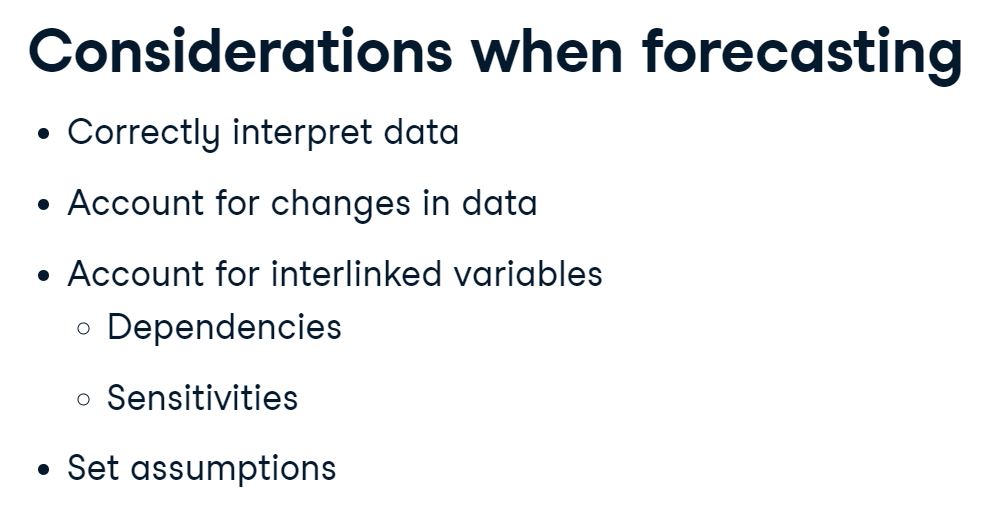 Considerations when forecasting
• Correctly interpret data
• Account for changes in data
• Account for interlinked variables
○ Dependencies
○ Sensitivities
• Set assumptions